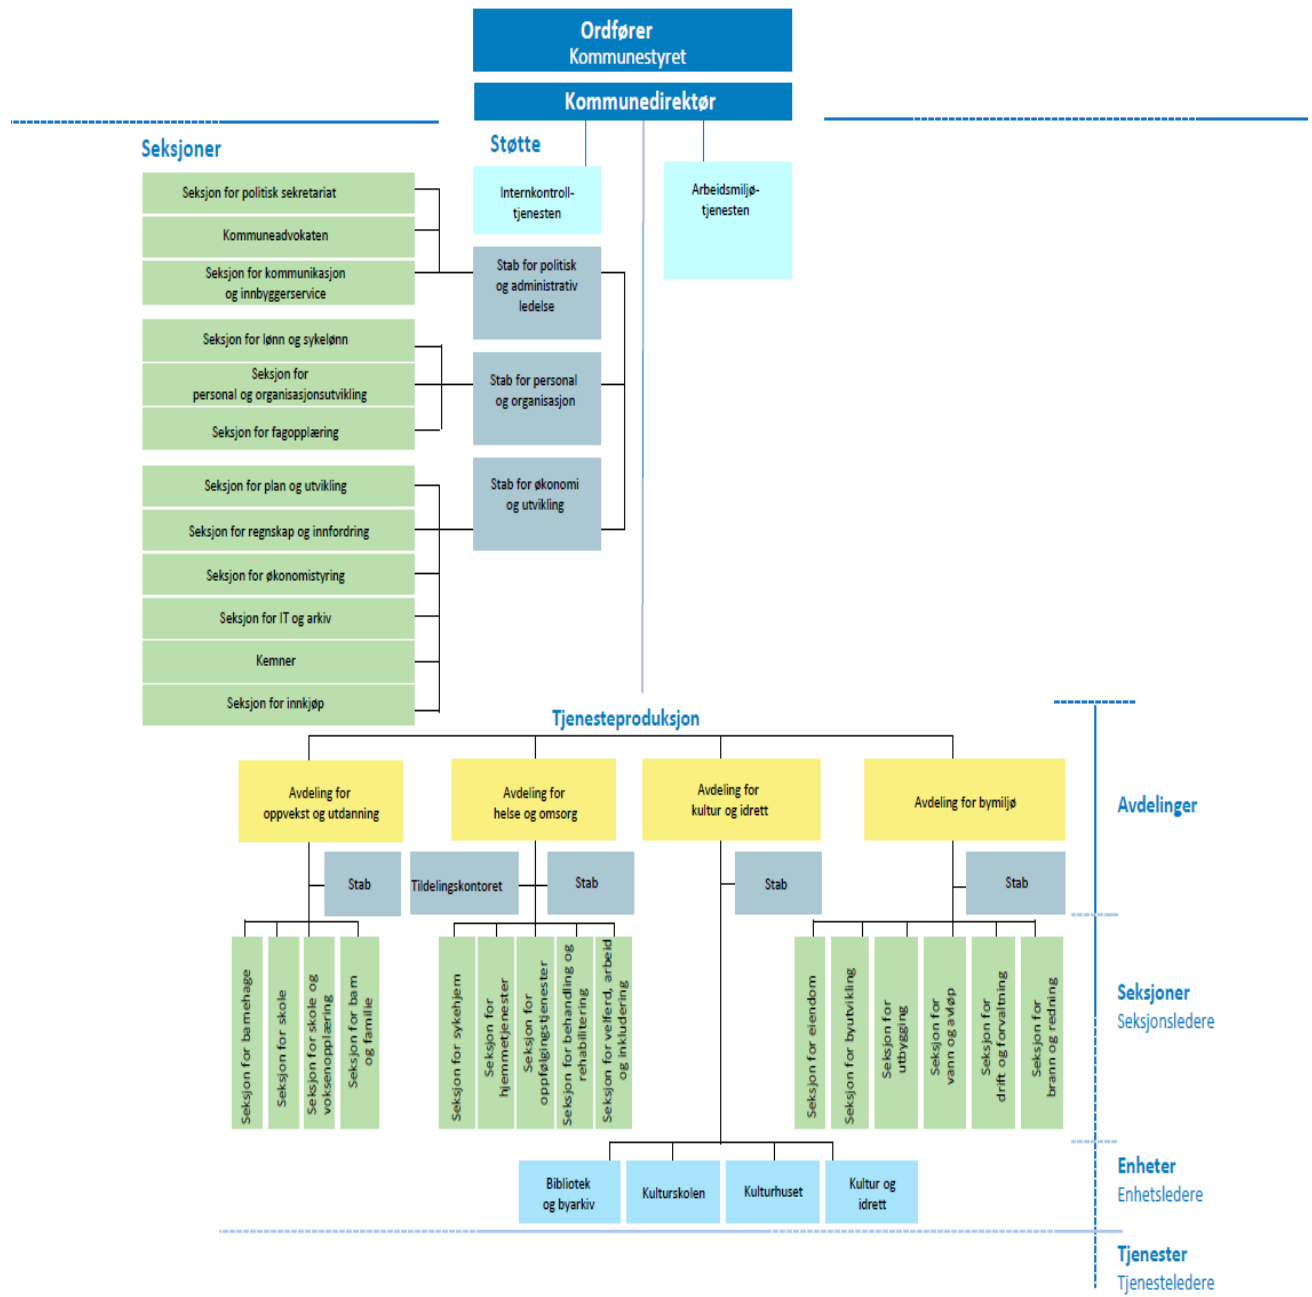 Ordfører
Kommunestyret
Kommunedirektør
Seksjoner
Støtte
Seksjon for politisk sekretariat
Kommuneadvokaten
Seksjon for kommunikasjon
og innbyggerservice
Internkontroll-
tjenesten
Arbeidsmiljø-
tjenesten
Stab for politisk
og administrativ
ledelse
Seksjon for lønn og sykelønn
Seksjon for
personal og organisasjonsutvikling
Seksjon for fagopplæring
Stab for personal
og organisasjon
Seksjon for plan og utvikling
Seksjon for regnskap og innfordring
Seksjon for økonomistyring
Seksjon for IT og arkiv
Kemner
Seksjon for innkjøp
Stab for økonomi
og utvikling
Tjenesteproduksjon
Avdeling for
oppvekst og utdanning
Avdeling for
helse og omsorg
Avdeling for
kultur og idrett
Avdeling for bymiljø
Avdelinger
Stab
Tildelingskontoret
Stab
Stab
Stab
Seksjon for barnehage
Seksjon for skole
Seksjon for skole og
voksenopplæring
Seksjon for barn
og familie
Seksjon for sykehjem
Seksjon for
hjemmetjenester
Seksjon for
oppfølgingstjenester
Seksjon for behandling og
rehabilitering
Seksjon for velferd, arbeid
og inkludering
Seksjon for eiendom
Seksjon for byutvikling
Seksjon for
utbygging
Seksjon for
vann og avløp
Seksjon for
drift og forvaltning
Seksjon for
brann og redning
Seksjoner
Seksjonsledere
Bibliotek
og byarkiv
Kulturskolen
Kulturhuset
Kultur og
idrett
Enheter
Enhetsledere
Tjenester
Tjenesteledere